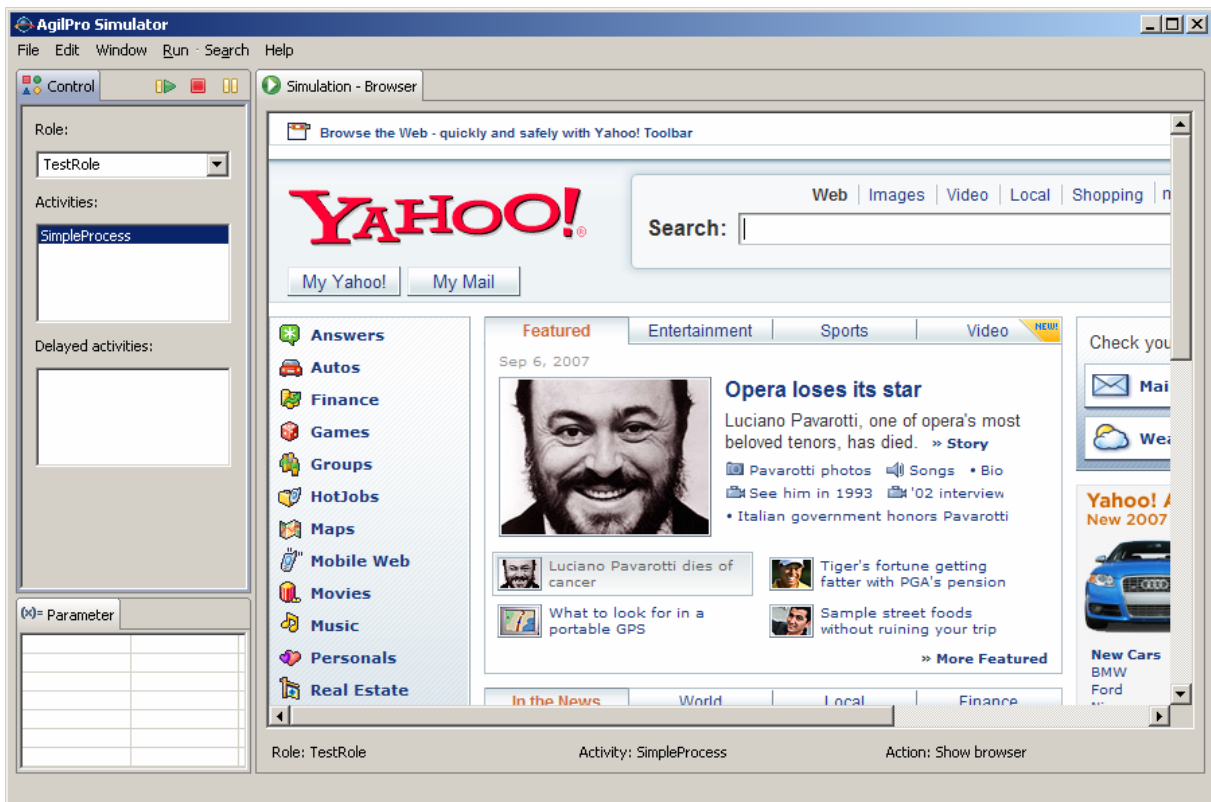 AgilPro Simulator
File Edit Window Run Search Help
Control
Role:
TestRole
Activities:
SimpleProcess
Delayed activities:
(x)= Parameter
Simulation - Browser
Browse the Web - quickly and safely with Yahoo! Toolbar
YAHOO!®
Web | Images | Video | Local | Shopping |
Search:
My Yahoo! My Mail
Answers
Autos
Finance
Games
Groups
HotJobs
Maps
Mobile Web
Movies
Music
Personals
Real Estate
Featured Entertainment Sports Video NEW!
Sep 6, 2007
Opera loses its star
Luciano Pavarotti, one of opera's most
beloved tenors, has died. » Story
Pavarotti photos Songs • Bio
See him in 1993 '02 interview
• Italian government honors Pavarotti
Luciano Pavarotti dies of
cancer
Tiger's fortune getting
fatter with PGA's pension
What to look for in a
portable GPS
Sample street foods
without ruining your trip
» More Featured
In the News World Local Finance
Check you
Mai
Wea
Yahoo! A
New 2007
New Cars
BMW
Ford
Role: TestRole Activity: SimpleProcess Action: Show browser